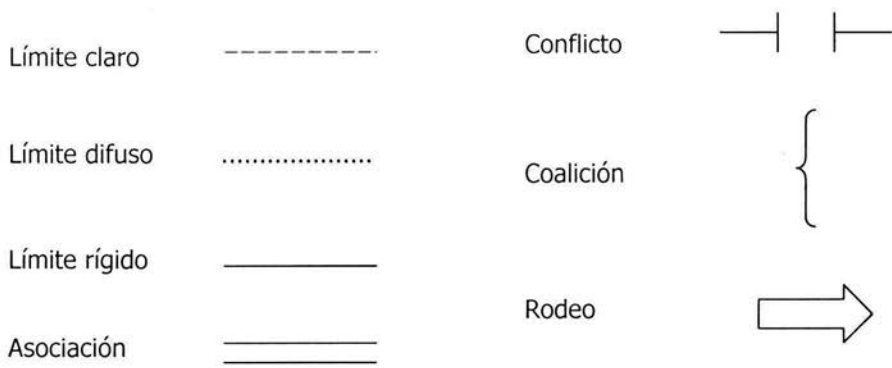 Límite claro
Límite difuso
Límite rígido
Asociación
Conflicto
Coalición
Rodeo